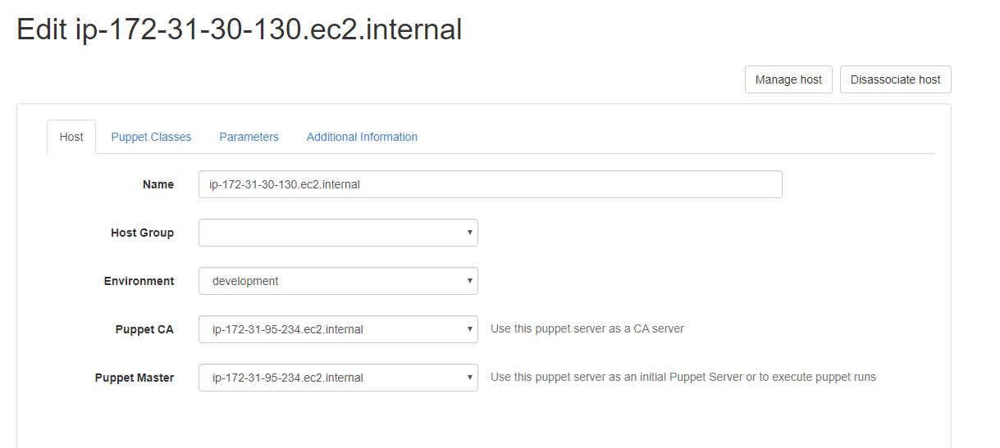 Edit ip-172-31-30-130.ec2.internal
Manage host Disassociate host
Host Puppet Classes Parameters Additional Information
Name ip-172-31-30-130.ec2.internal
Host Group
Environment development
Puppet CA ip-172-31-95-234.ec2.internal Use this puppet server as a CA server
Puppet Master ip-172-31-95-234.ec2.internal Use this puppet server as an initial Puppet Server or to execute puppet runs